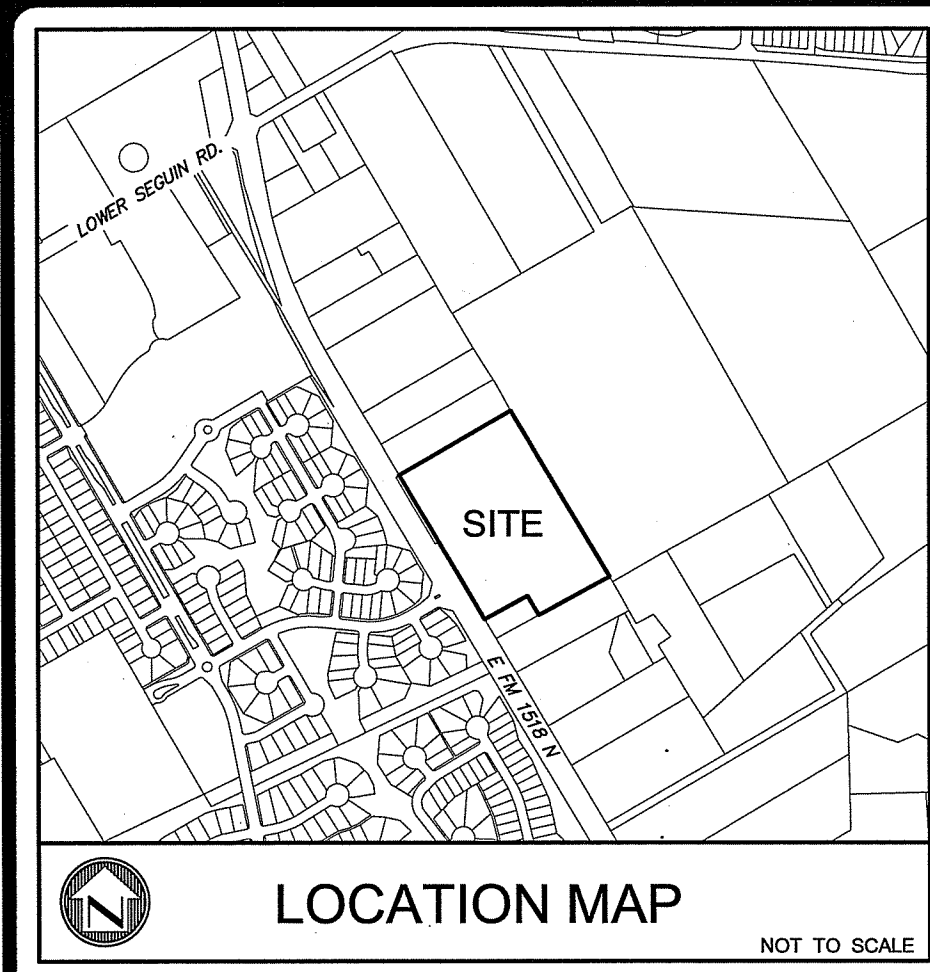 LOWER SEGUIN RD.
SITE
E FM 1518 N
N
LOCATION MAP
NOT TO SCALE